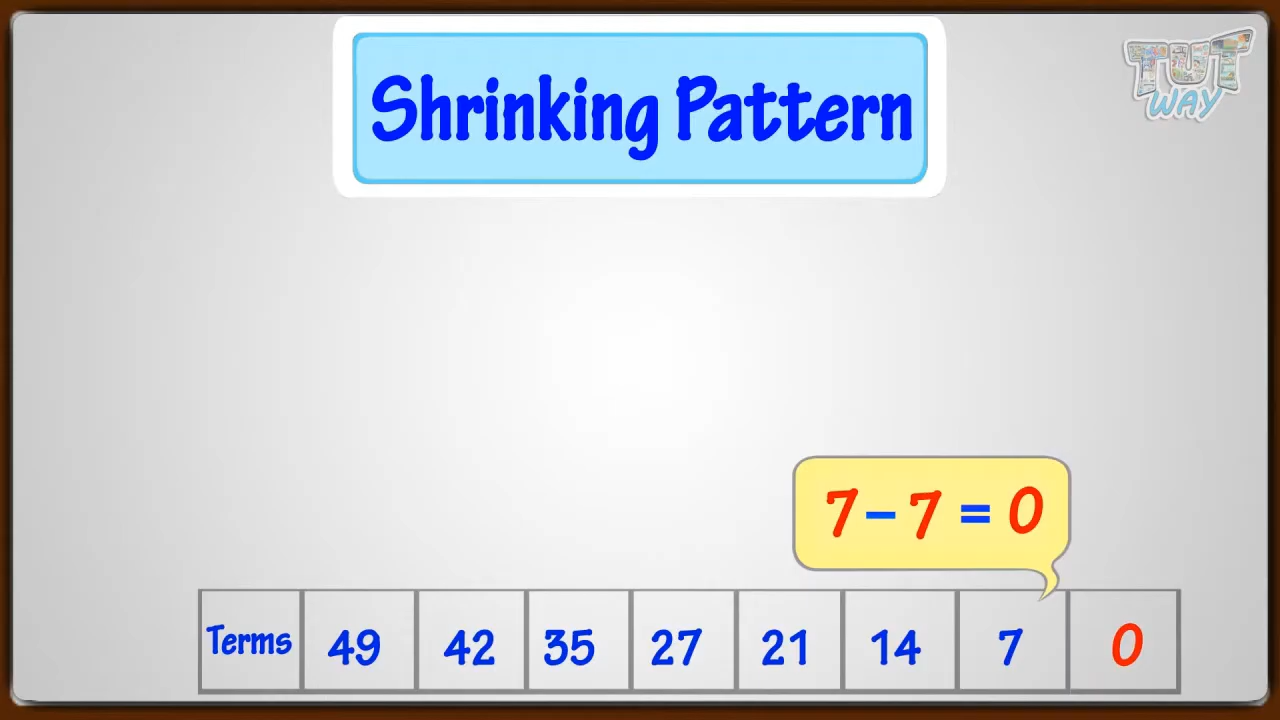 Shrinking Pattern
TUT
WAY
7 – 7 = 0
Terms 49 42 35 27 21 14 7 0